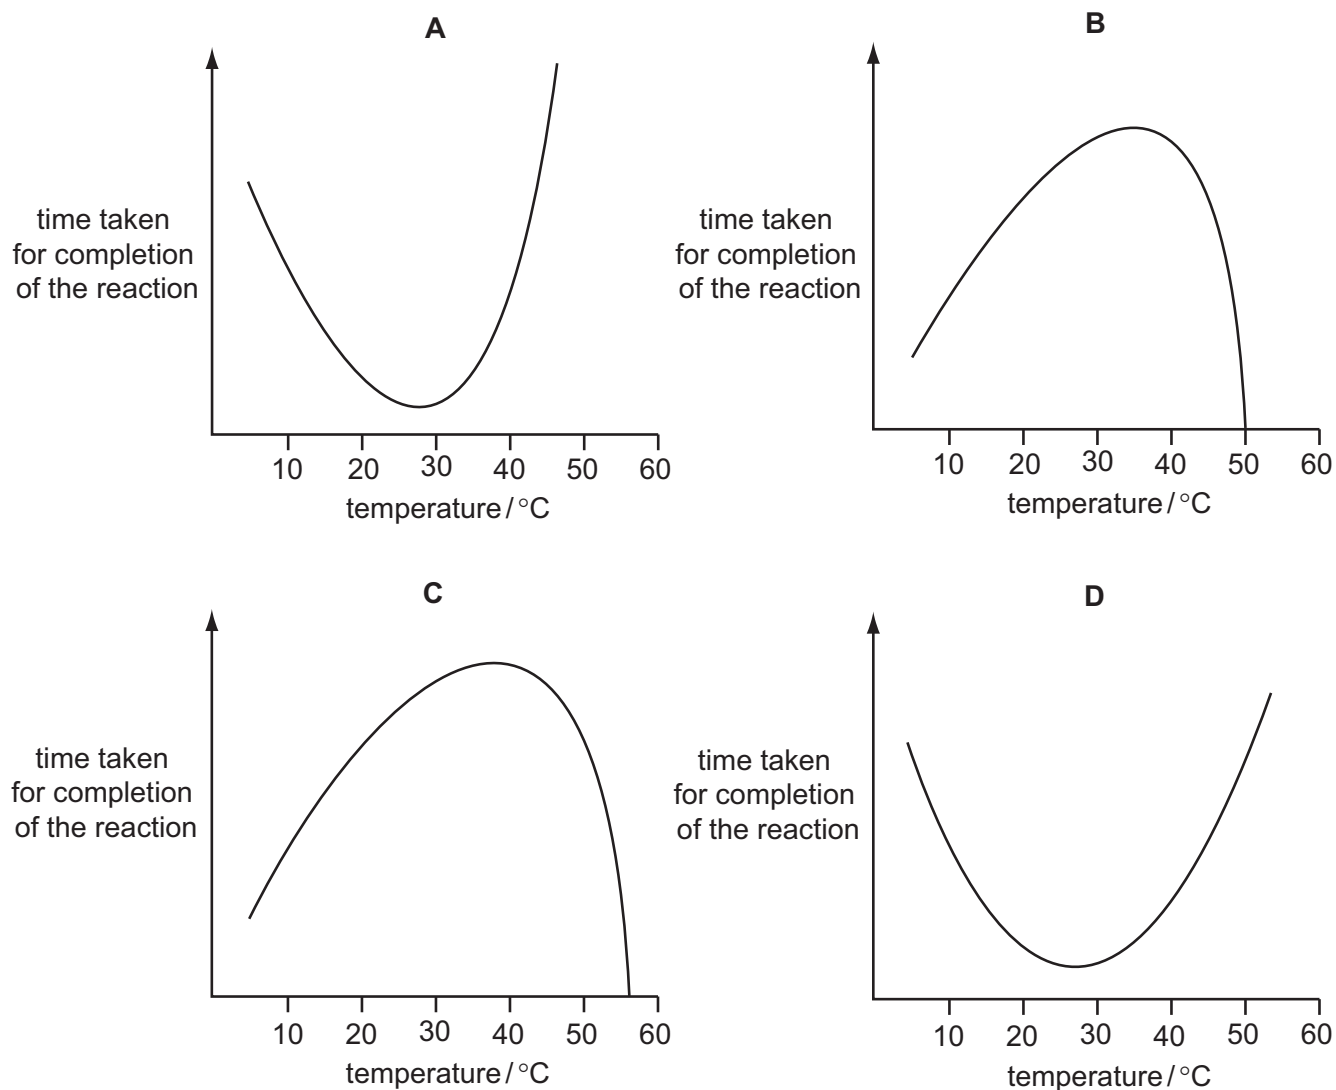 A
time taken
for completion
of the reaction
10 20 30 40 50 60
temperature / °C
B
time taken
for completion
of the reaction
10 20 30 40 50 60
temperature / °C
C
time taken
for completion
of the reaction
10 20 30 40 50 60
temperature / °C
D
time taken
for completion
of the reaction
10 20 30 40 50 60
temperature / °C